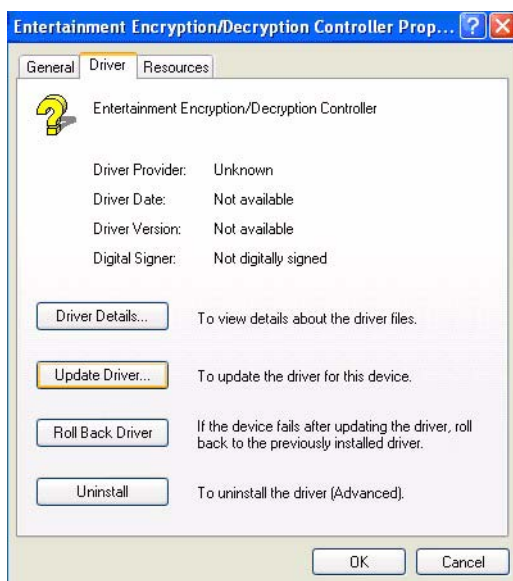 Entertainment Encryption/Decryption Controller Prop...
General Driver Resources
Entertainment Encryption/Decryption Controller
Driver Provider: Unknown
Driver Date: Not available
Driver Version: Not available
Digital Signer: Not digitally signed
Driver Details... To view details about the driver files.
Update Driver... To update the driver for this device.
Roll Back Driver If the device fails after updating the driver, roll
back to the previously installed driver.
Uninstall To uninstall the driver (Advanced).
OK Cancel